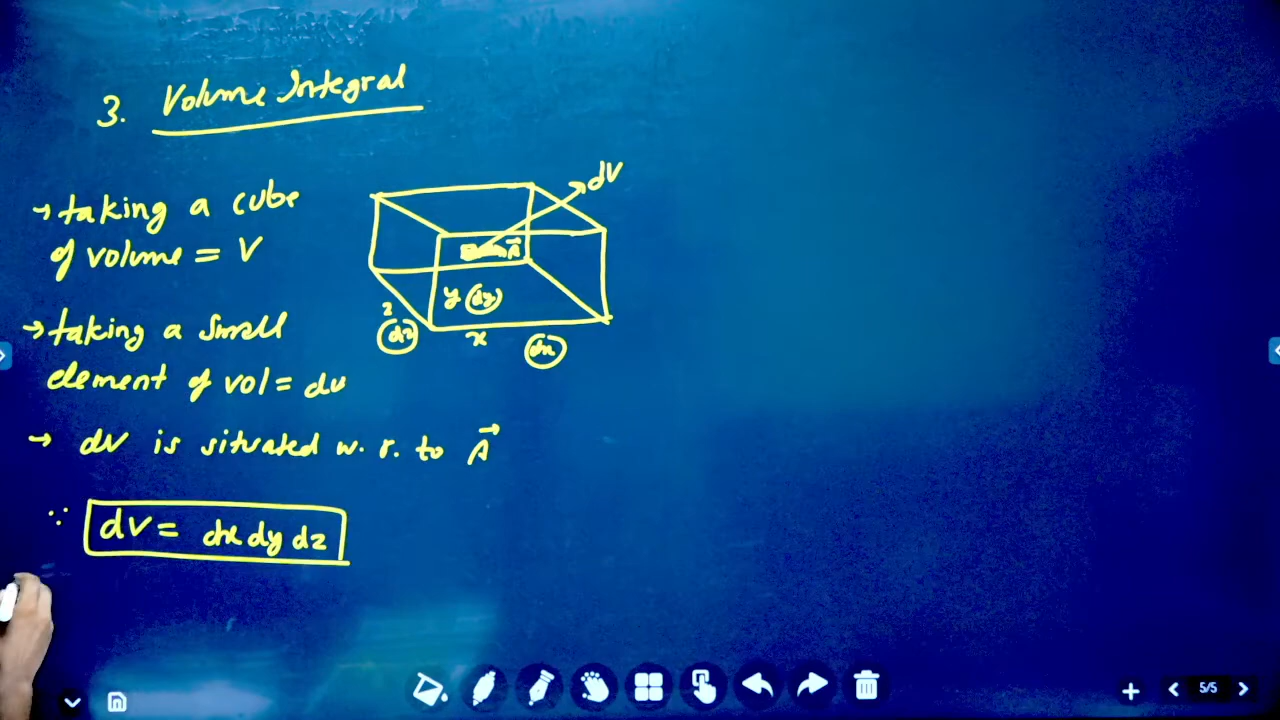 3. Volume Integral
→ taking a cube
of volume = V
→ taking a small
element of vol = dv
→ dV is situated w. r. to A⃗
∵ dV = dx dy dz
dV
A⃗
y (dy)
z
(dz)
x
(dx)
5/5